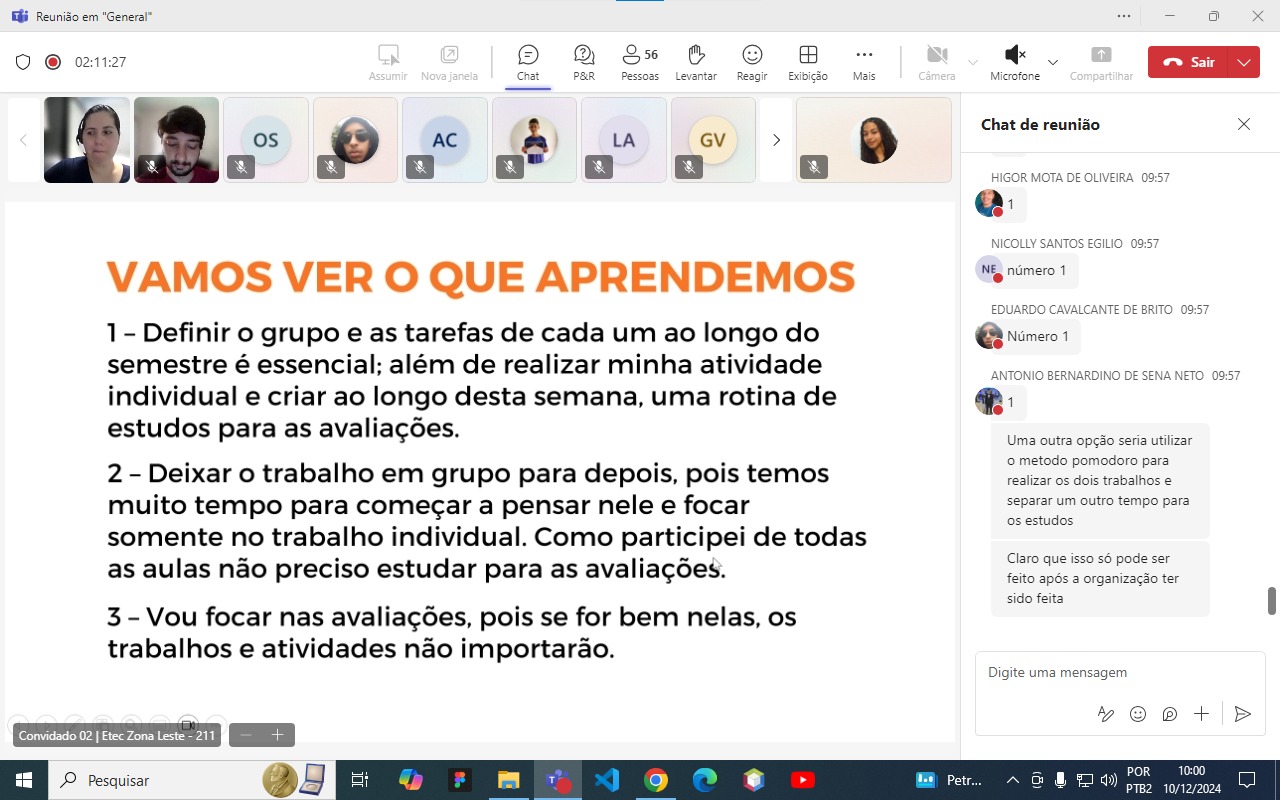 Reunião em "General"
02:11:27
Assumir
Nova janela
Chat
P&R
56
Pessoas
Levantar
Reagir
Exibição
Mais
Câmera
Microfone
Compartilhar
Sair
OS
AC
LA
GV
VAMOS VER O QUE APRENDEMOS
1 – Definir o grupo e as tarefas de cada um ao longo do
semestre é essencial; além de realizar minha atividade
individual e criar ao longo desta semana, uma rotina de
estudos para as avaliações.
2 – Deixar o trabalho em grupo para depois, pois temos
muito tempo para começar a pensar nele e focar
somente no trabalho individual. Como participei de todas
as aulas não preciso estudar para as avaliações.
3 – Vou focar nas avaliações, pois se for bem nelas, os
trabalhos e atividades não importarão.
Convidado 02 | Etec Zona Leste - 211
Chat de reunião
HIGOR MOTA DE OLIVEIRA 09:57
1
NICOLLY SANTOS EGILIO 09:57
NE
número 1
EDUARDO CAVALCANTE DE BRITO 09:57
Número 1
ANTONIO BERNARDINO DE SENA NETO 09:57
1
Uma outra opção seria utilizar
o metodo pomodoro para
realizar os dois trabalhos e
separar um outro tempo para
os estudos
Claro que isso só pode ser
feito após a organização ter
sido feita
Digite uma mensagem
Pesquisar
Petr...
POR
PTB2
10:00
10/12/2024